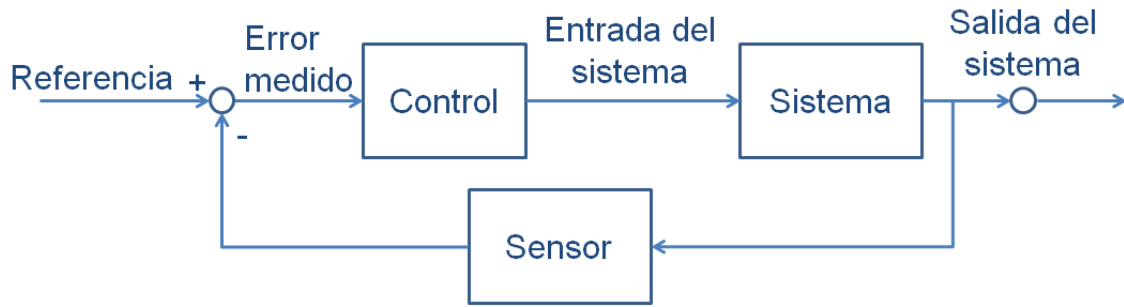 Referencia
+
-
Error
medido
Control
Entrada del
sistema
Sistema
Salida del
sistema
Sensor